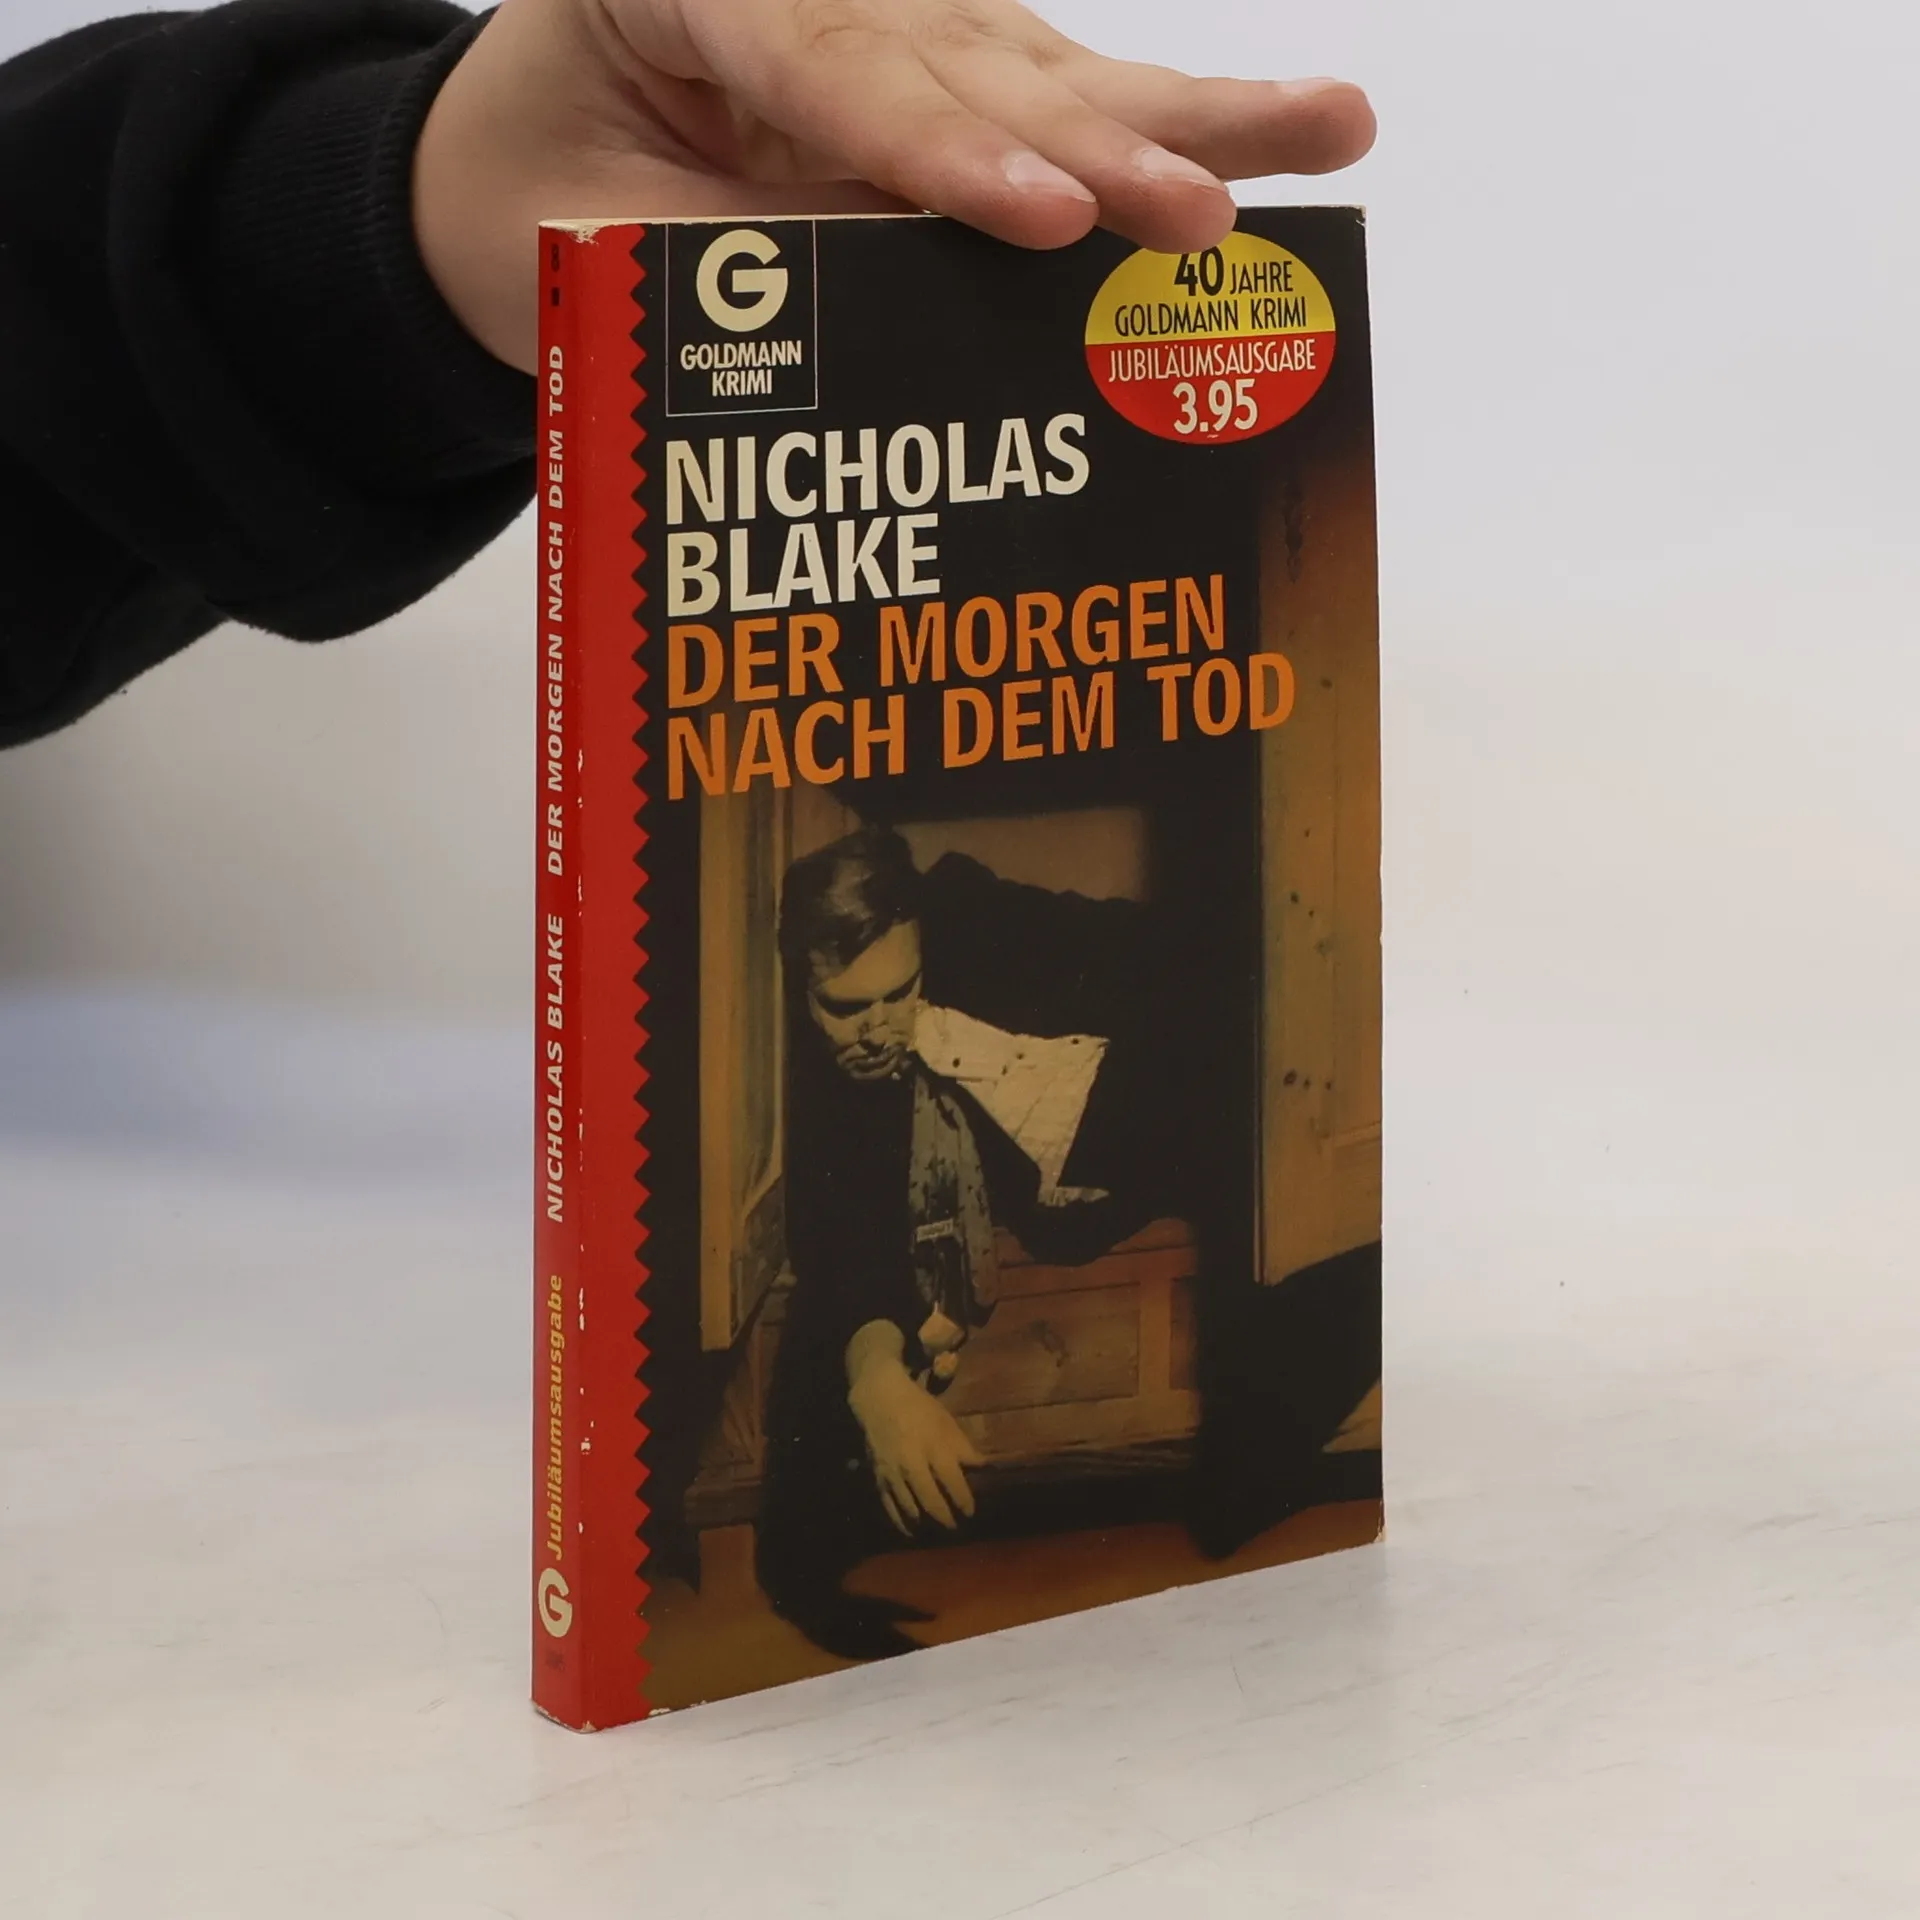 G
GOLDMANN
KRIMI
40 JAHRE
GOLDMANN KRIMI
JUBILÄUMSAUSGABE
3.95
NICHOLAS
BLAKE
DER MORGEN
NACH DEM TOD
G Jubiläumsausgabe NICHOLAS BLAKE DER MORGEN NACH DEM TOD